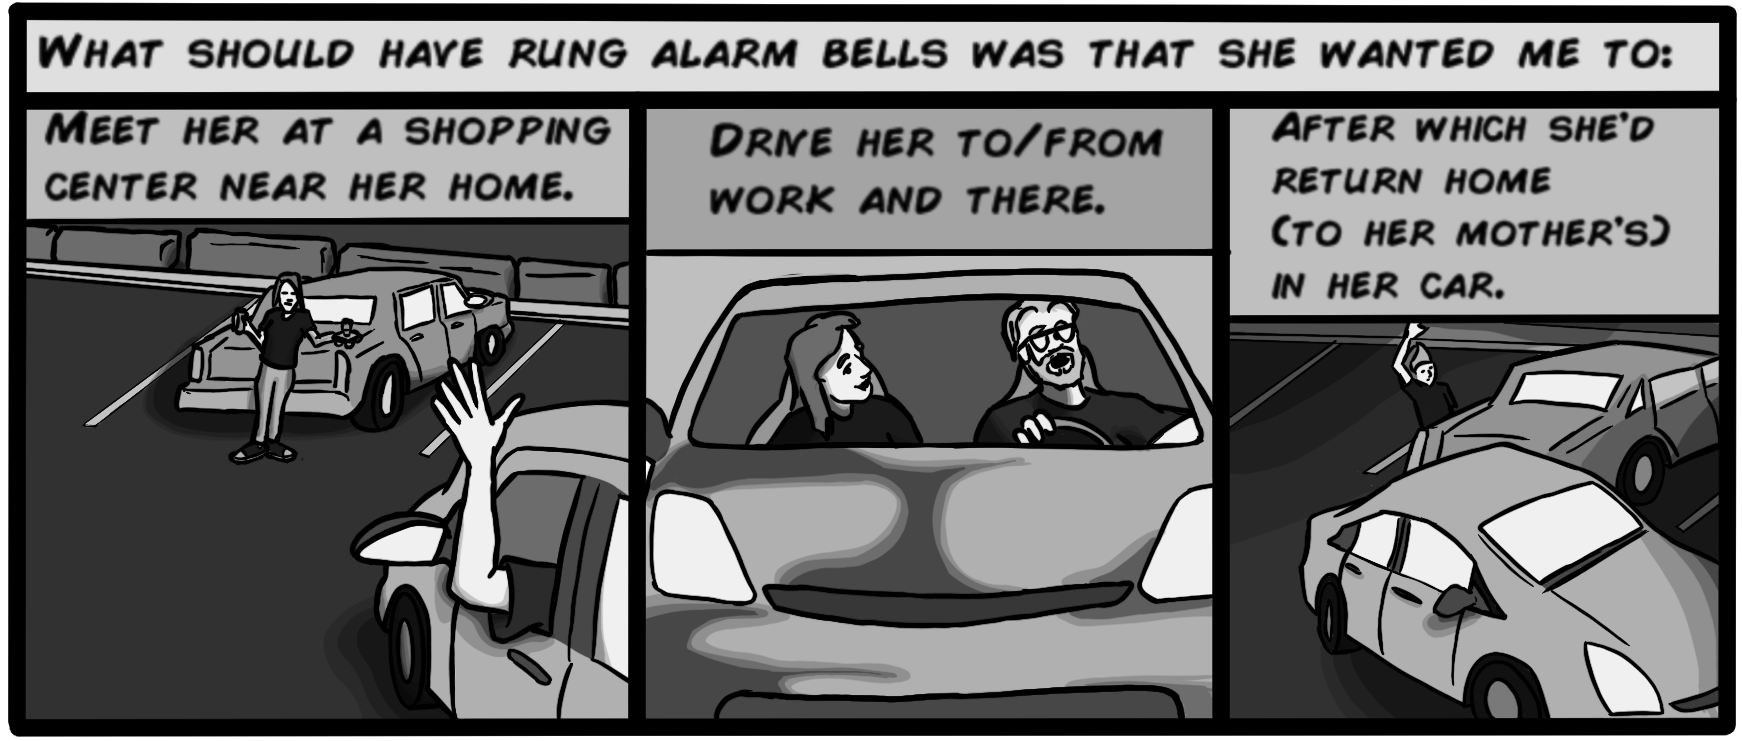 WHAT SHOULD HAVE RUNG ALARM BELLS WAS THAT SHE WANTED ME TO:
MEET HER AT A SHOPPING
CENTER NEAR HER HOME.
DRIVE HER TO/FROM
WORK AND THERE.
AFTER WHICH SHE'D
RETURN HOME
(TO HER MOTHER'S)
IN HER CAR.